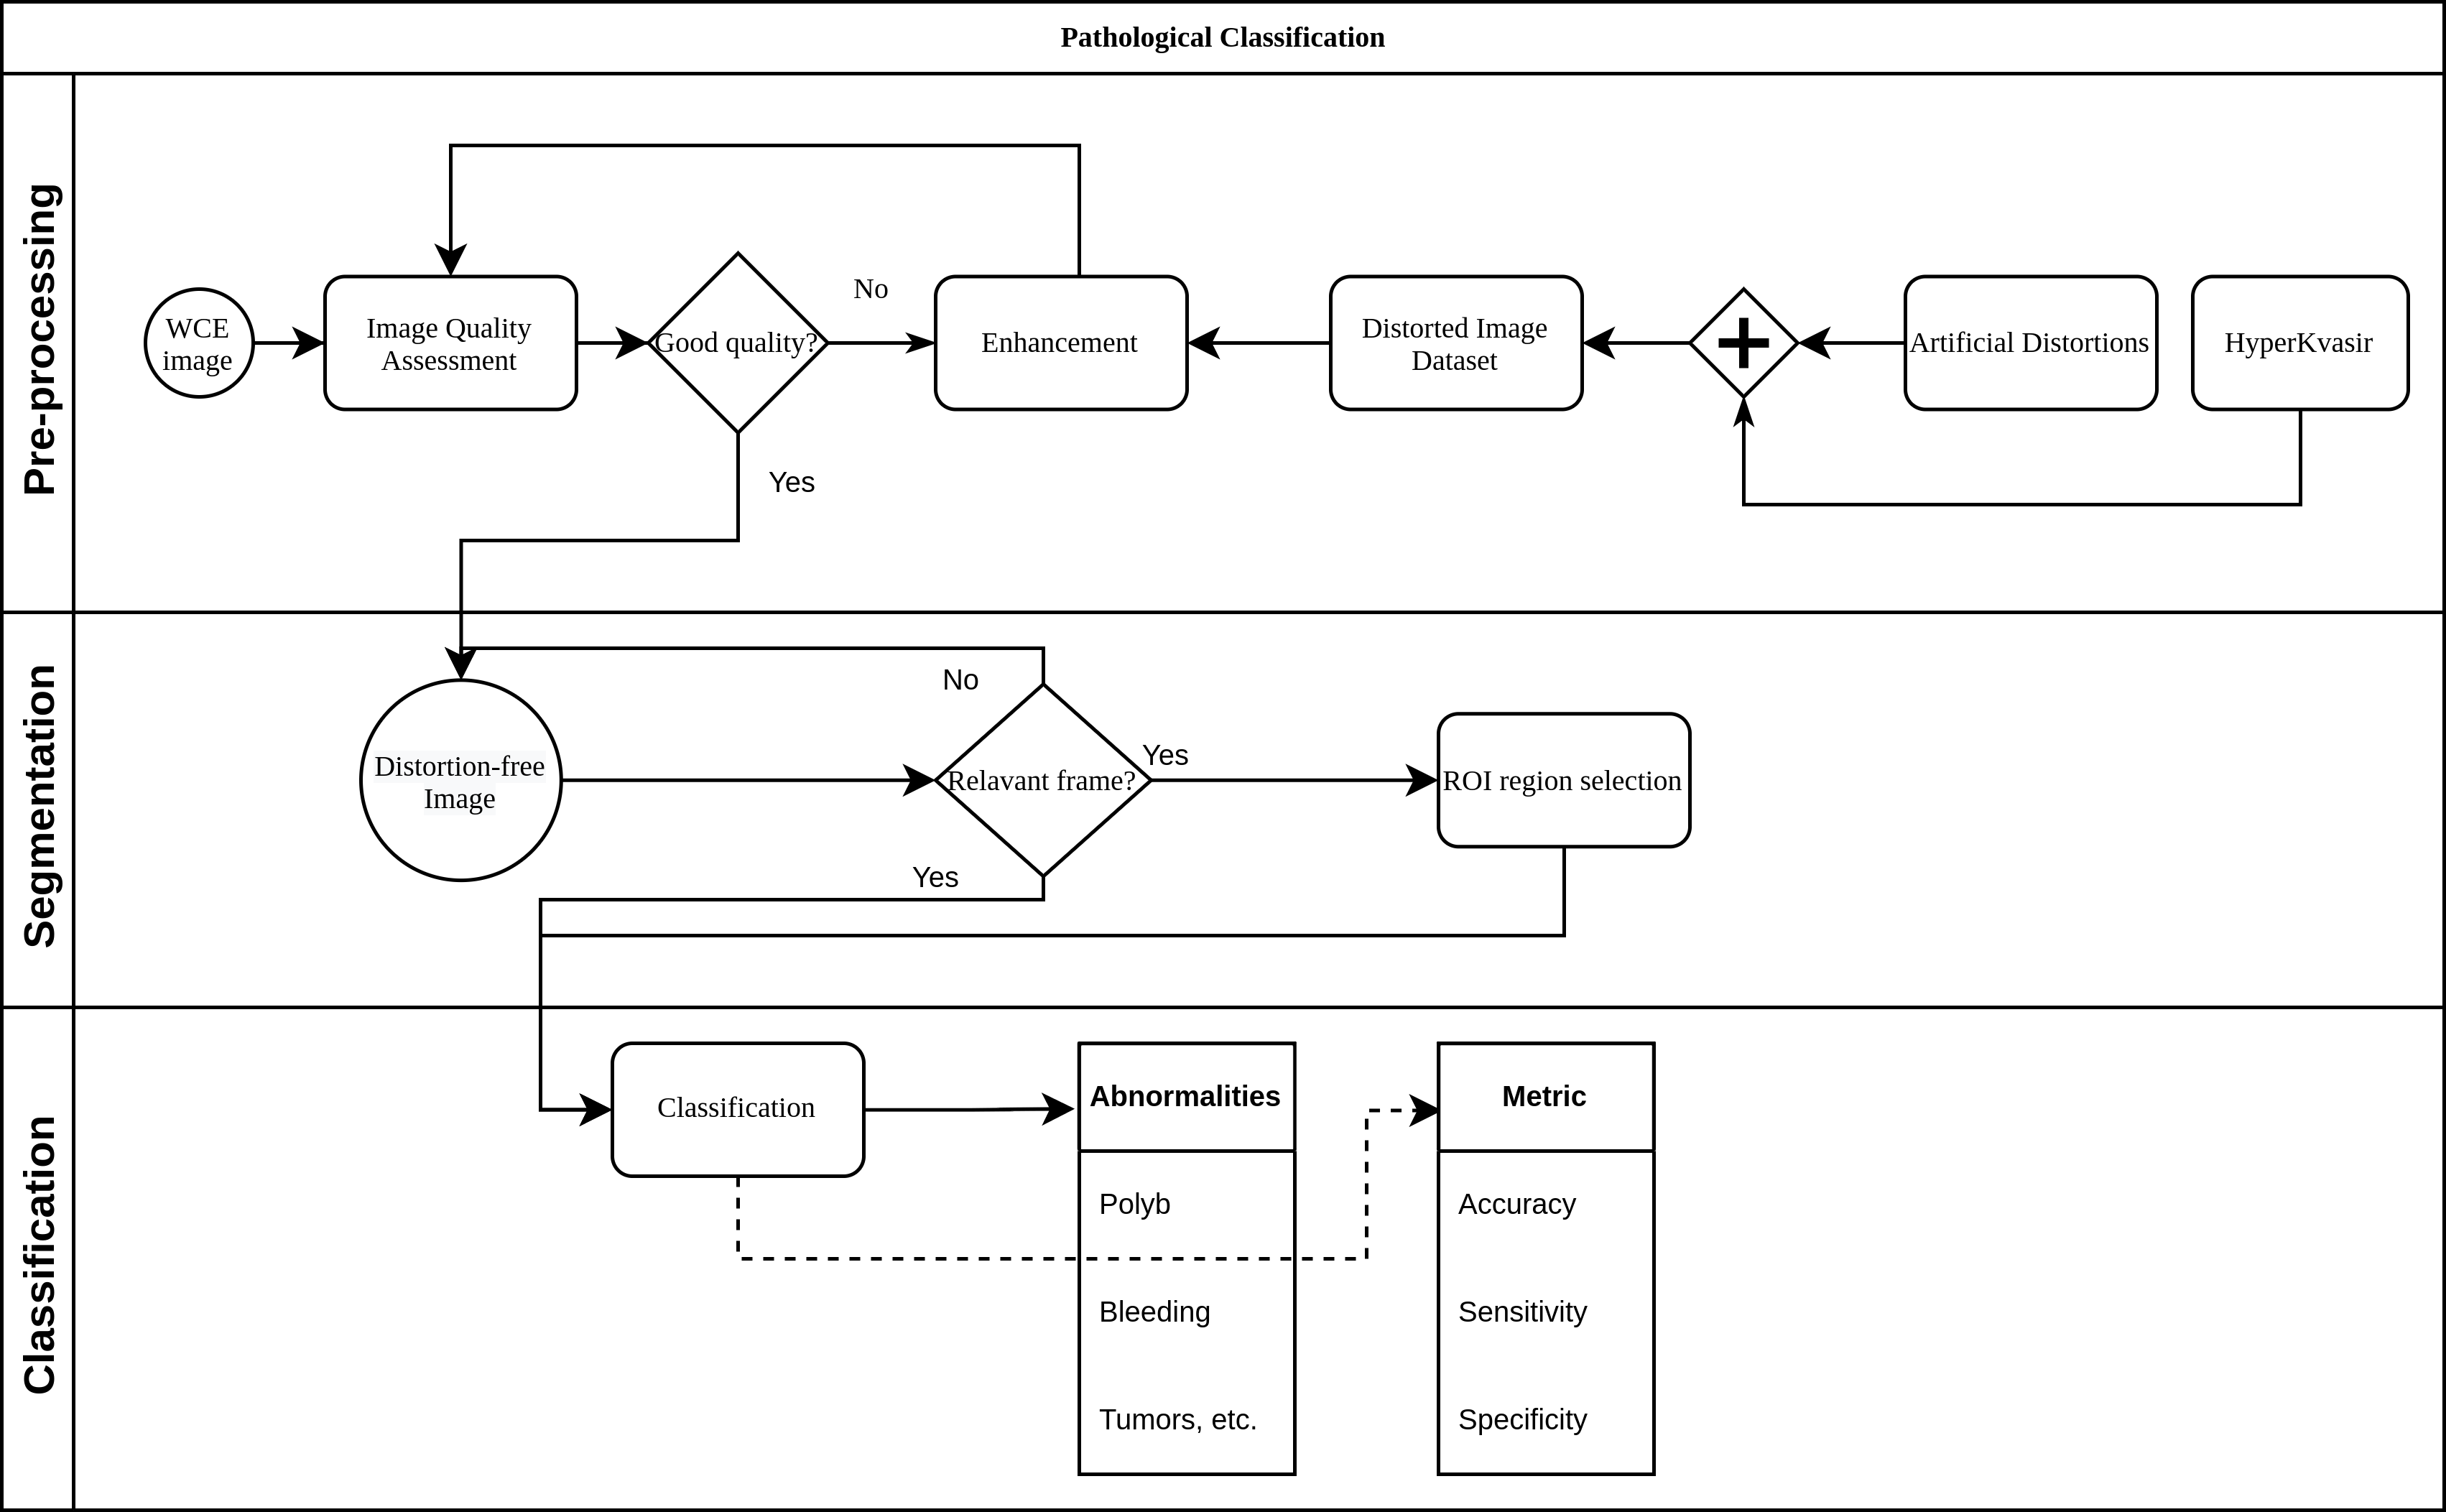 Pathological Classification
Pre-processing
WCE
image
Image Quality
Assessment
Good quality?
No
Yes
Enhancement
Distorted Image
Dataset
Artificial Distortions
HyperKvasir
Segmentation
Distortion-free
Image
No
Relevant frame?
Yes
Yes
ROI region selection
Classification
Classification
Abnormalities
Polyb
Bleeding
Tumors, etc.
Metric
Accuracy
Sensitivity
Specificity